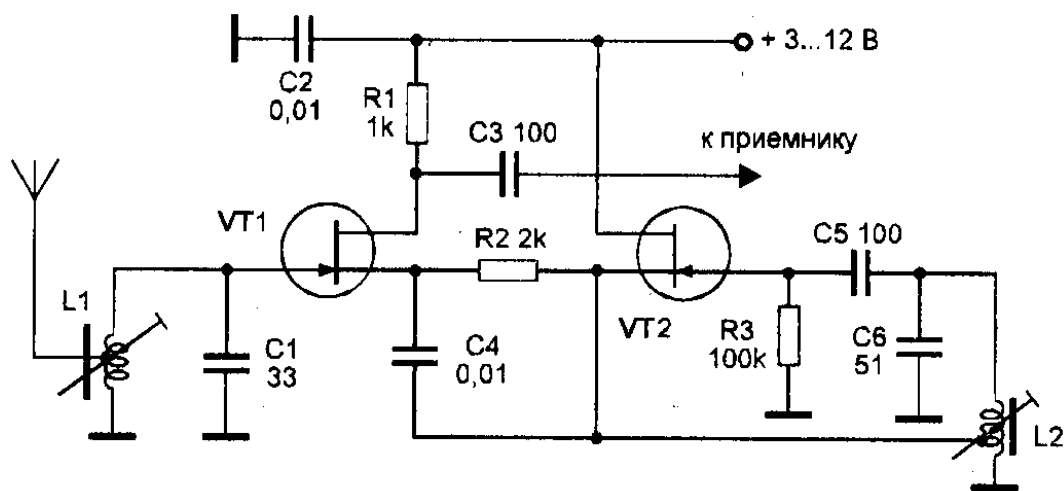 + 3...12 В
C2
0,01
R1
1k
C3 100
к приемнику
VT1
R2 2k
C5 100
L1
VT2
R3
100k
C6
51
C1
33
C4
0,01
L2